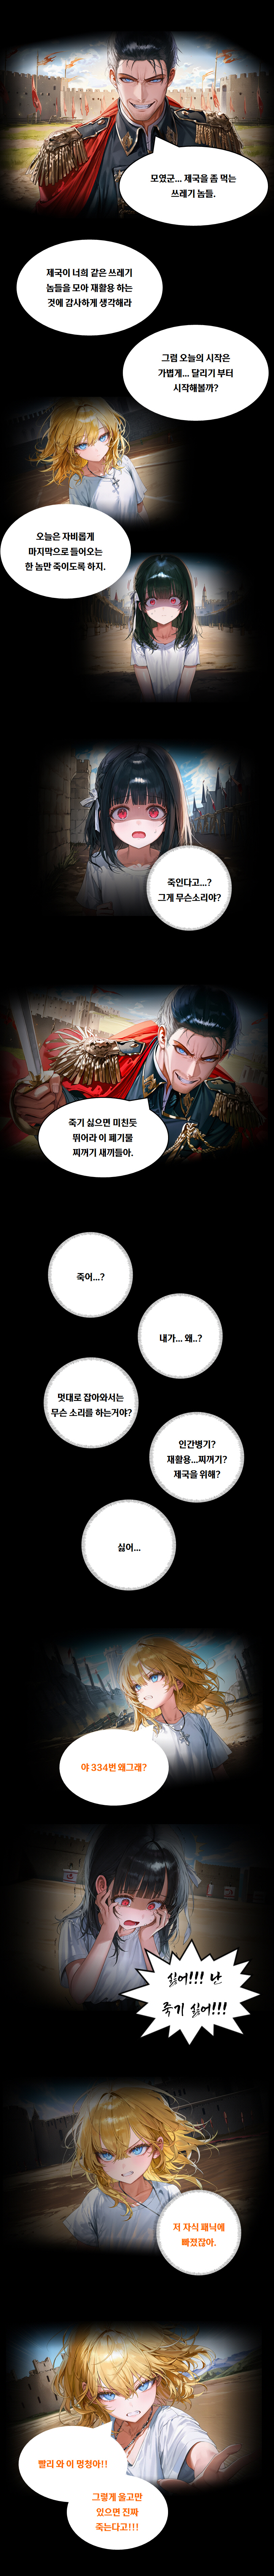 모였군... 제국을 좀 먹는
쓰레기 놈들.
제국이 너희 같은 쓰레기
놈들을 모아 재활용 하는
것에 감사하게 생각해라
그럼 오늘의 시작은
가볍게... 달리기 부터
시작해볼까?
오늘은 자비롭게
마지막으로 들어오는
한 놈만 죽이도록 하지.
죽인다고...?
그게 무슨소리야?
죽기 싫으면 미친듯
뛰어라 이 폐기물
찌꺼기 새끼들아.
죽어...?
내가... 왜..?
멋대로 잡아와서는
무슨 소리를 하는거야?
인간병기?
재활용...찌꺼기?
제국을 위해?
싫어...
야 334번 왜그래?
싫어!!! 난
죽기 싫어!!!
저 자식 패닉에
빠졌잖아.
빨리 와 이 멍청아!!
그렇게 울고만
있으면 진짜
죽는다고!!!